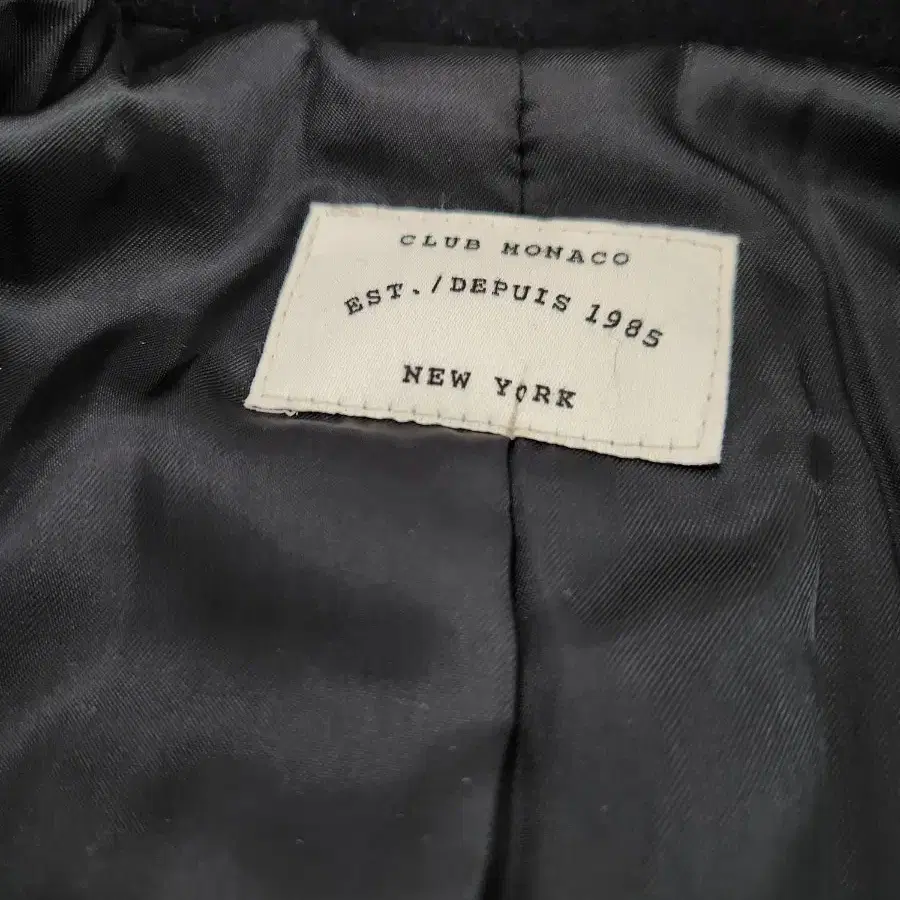 CLUB MONACO
EST./DEPUIS 1985
NEW YORK